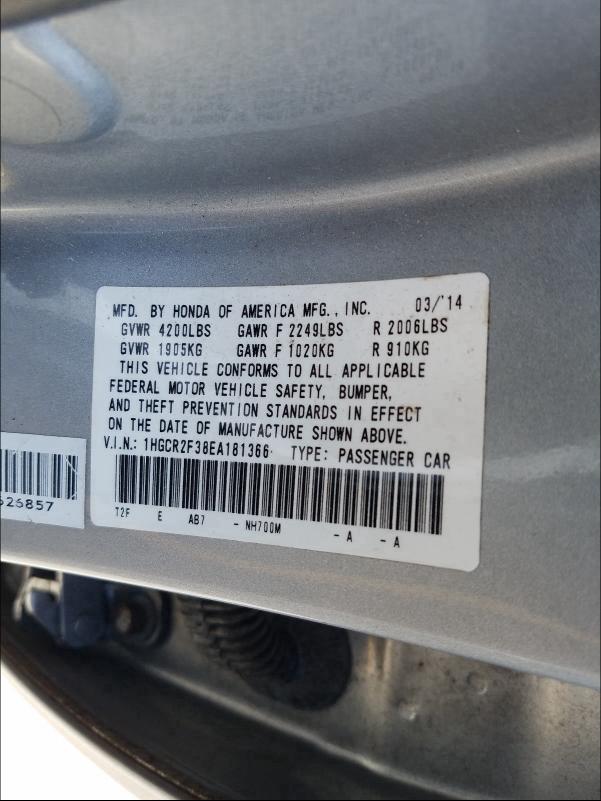 MFD. BY HONDA OF AMERICA MFG., INC. 03/'14
GVWR 4200LBS GAWR F 2249LBS R 2006LBS
GVWR 1905KG GAWR F 1020KG R 910KG
THIS VEHICLE CONFORMS TO ALL APPLICABLE
FEDERAL MOTOR VEHICLE SAFETY, BUMPER,
AND THEFT PREVENTION STANDARDS IN EFFECT
ON THE DATE OF MANUFACTURE SHOWN ABOVE.
V.I.N.: 1HGCR2F38EA181366 TYPE: PASSENGER CAR
T2F E AB7 - NH700M - A - A
26857